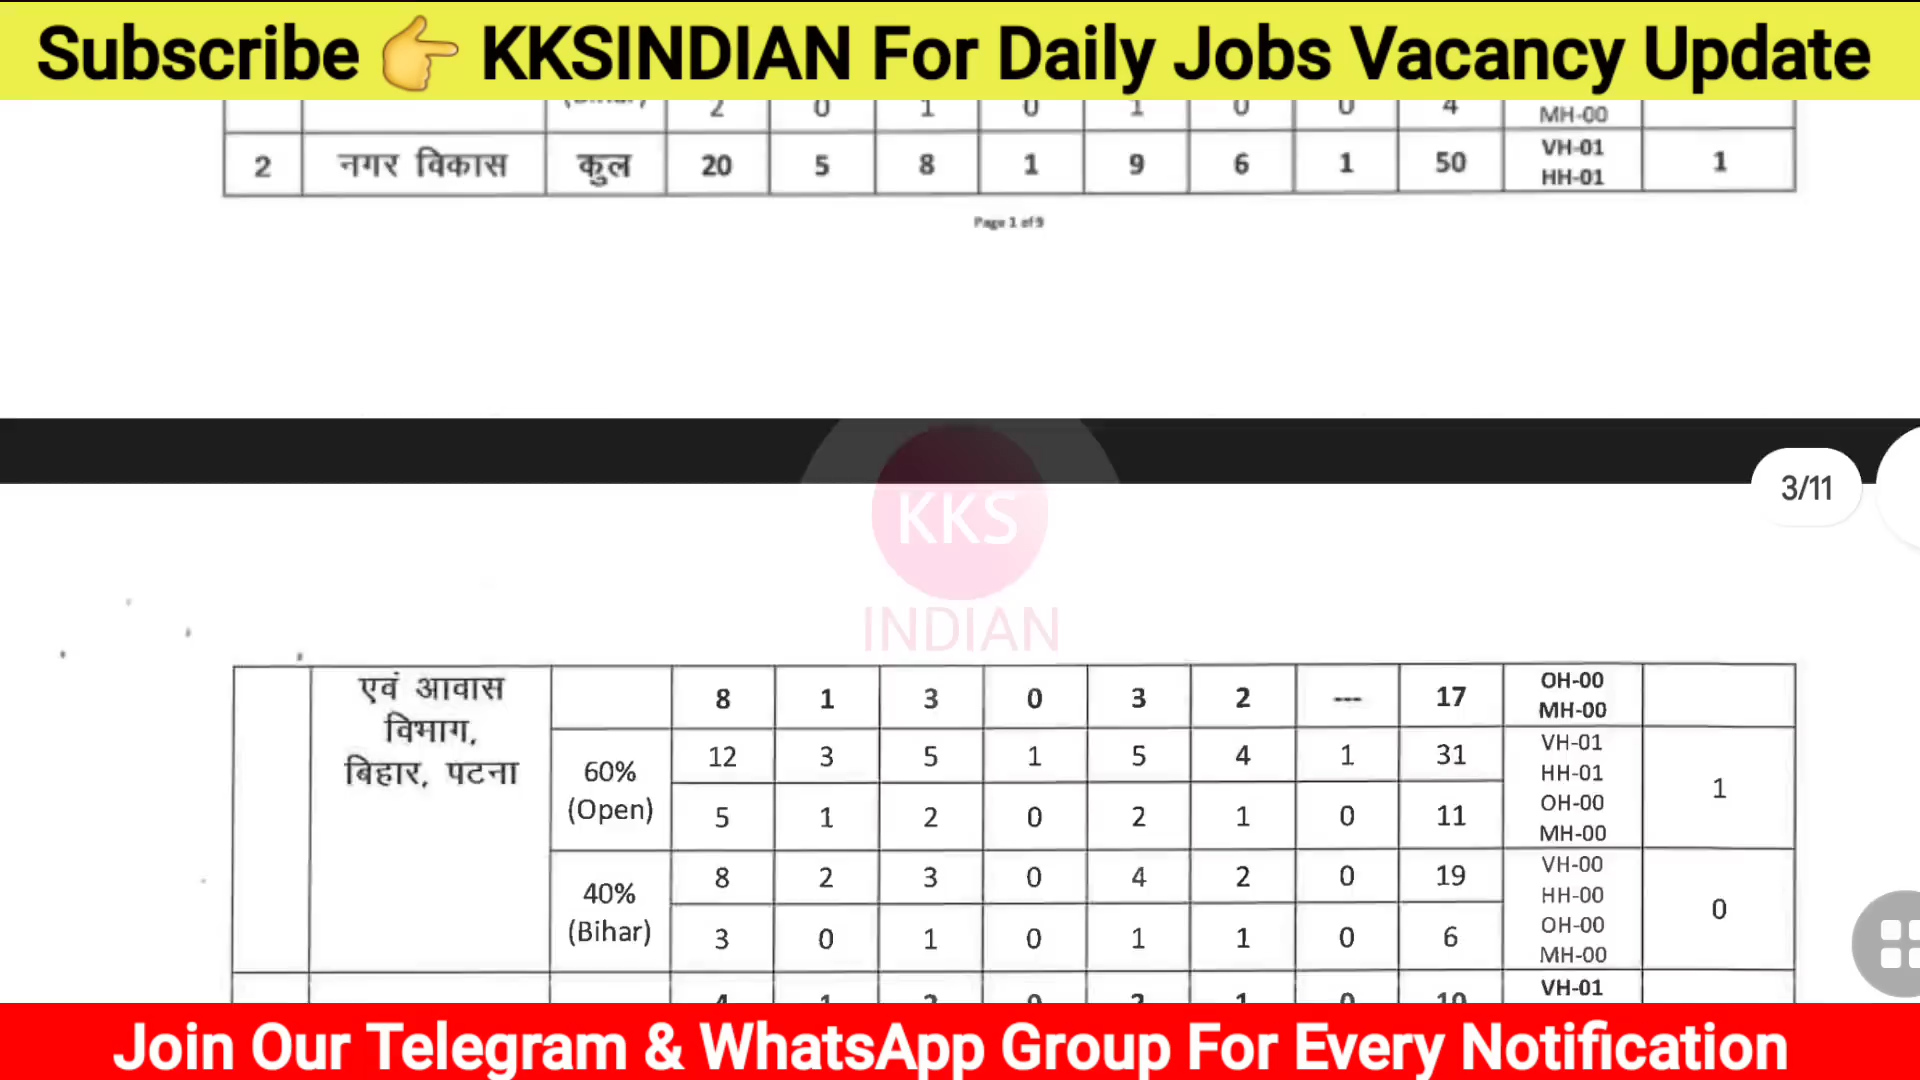 Subscribe 👉 KKSINDIAN For Daily Jobs Vacancy Update
2 0 1 0 1 0 0 4 MH-00
2 नगर विकास कुल 20 5 8 1 9 6 1 50 VH-01 HH-01 1
Page 1 of 9
3/11
KKS
INDIAN
एवं आवास विभाग, बिहार, पटना
8 1 3 0 3 2 --- 17 OH-00 MH-00
60% (Open) 12 3 5 1 5 4 1 31 VH-01 HH-01 OH-00 MH-00 1
5 1 2 0 2 1 0 11
40% (Bihar) 8 2 3 0 4 2 0 19 VH-00 HH-00 OH-00 MH-00 0
3 0 1 0 1 1 0 6
VH-01
Join Our Telegram & WhatsApp Group For Every Notification